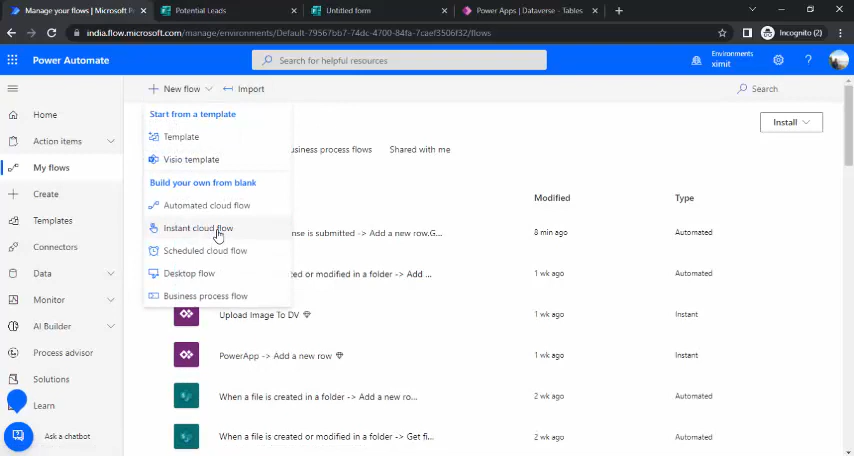 Manage your flows | Microsoft P
Potential Leads
Untitled form
Power Apps | Dataverse - Tables
india.flow.microsoft.com/manage/environments/Default-79567bb7-74dc-4700-84fa-7caef3506f32/flows
Incognito (2)
Power Automate
Search for helpful resources
Environments
ximit
New flow
Import
Search
Start from a template
Template
Visio template
Build your own from blank
Automated cloud flow
Instant cloud flow
Scheduled cloud flow
Desktop flow
Business process flow
Home
Action items
My flows
Create
Templates
Connectors
Data
Monitor
AI Builder
Process advisor
Solutions
Learn
Ask a chatbot
Install
usiness process flows
Shared with me
Modified
Type
nse is submitted -> Add a new row,G...
8 min ago
Automated
ted or modified in a folder -> Add ...
1 wk ago
Automated
Upload Image To DV
1 wk ago
Instant
PowerApp -> Add a new row
1 wk ago
Instant
When a file is created in a folder -> Add a new ro...
2 wk ago
Automated
When a file is created or modified in a folder -> Get fi...
2 wk ago
Automated